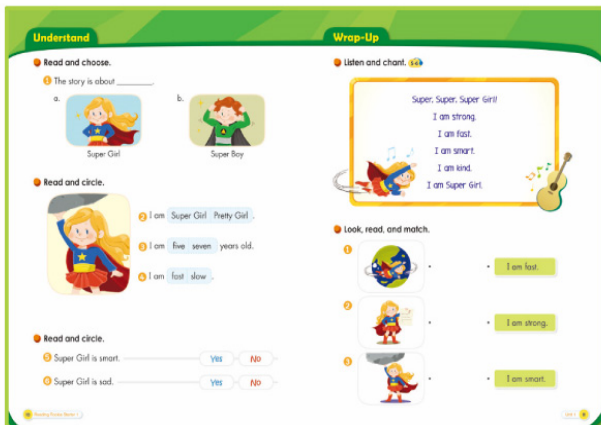 Understand
Read and choose.
1 The story is about ________.
a.
b.
Super Girl
Super Boy
Read and circle.
2 I am Super Girl Pretty Girl .
3 I am five seven years old.
4 I am fast slow .
Read and circle.
5 Super Girl is smart. Yes No
6 Super Girl is sad. Yes No
Wrap-Up
Listen and chant.
Super, Super, Super Girl!
I am strong.
I am fast.
I am smart.
I am kind.
I am Super Girl.
Look, read, and match.
1
I am fast.
2
I am strong.
3
I am smart.